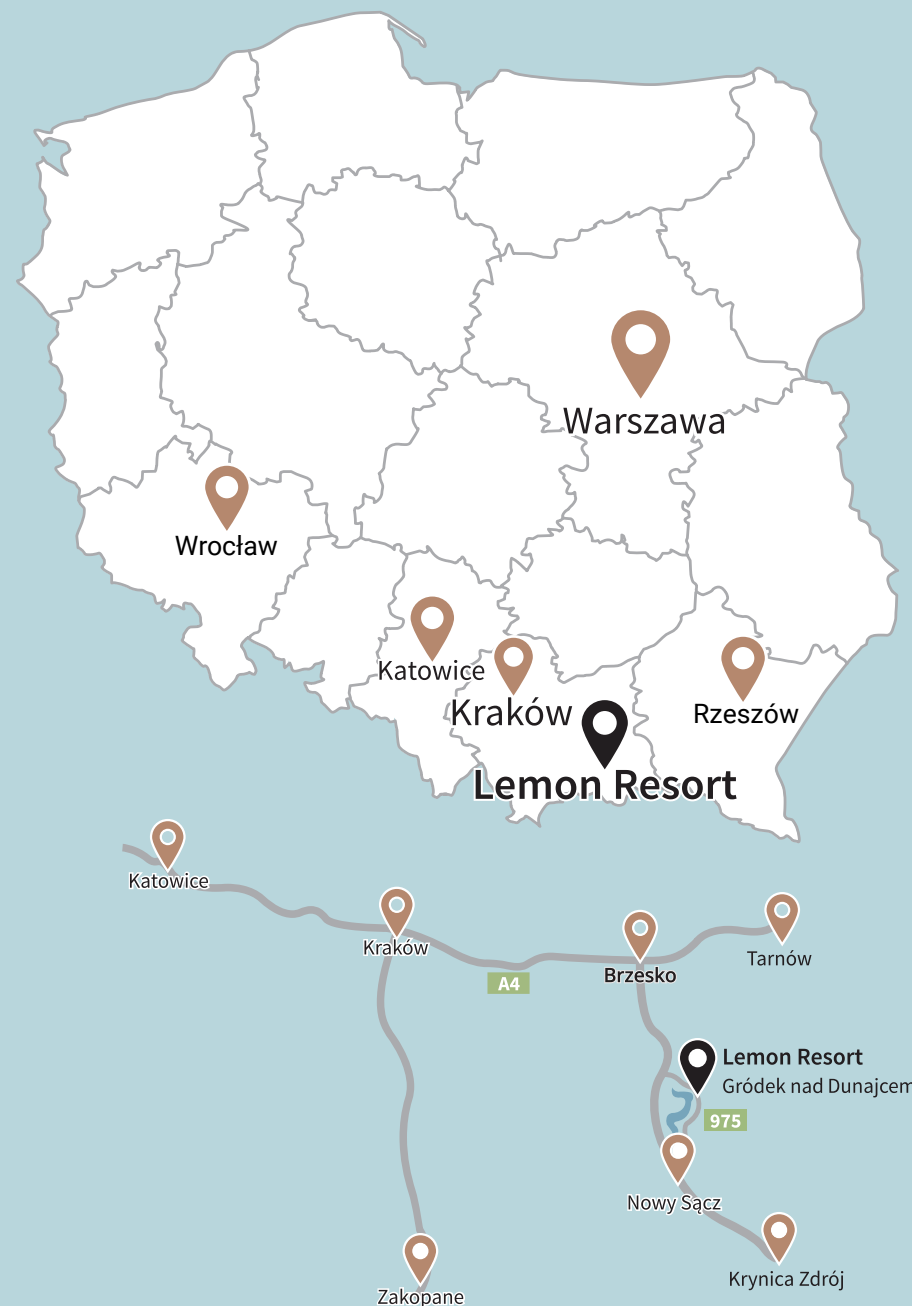 Warszawa
Wrocław
Katowice
Kraków
Rzeszów
Lemon Resort
Katowice
Kraków
Tarnów
Brzesko
A4
Lemon Resort
Gródek nad Dunajcem
975
Nowy Sącz
Krynica Zdrój
Zakopane